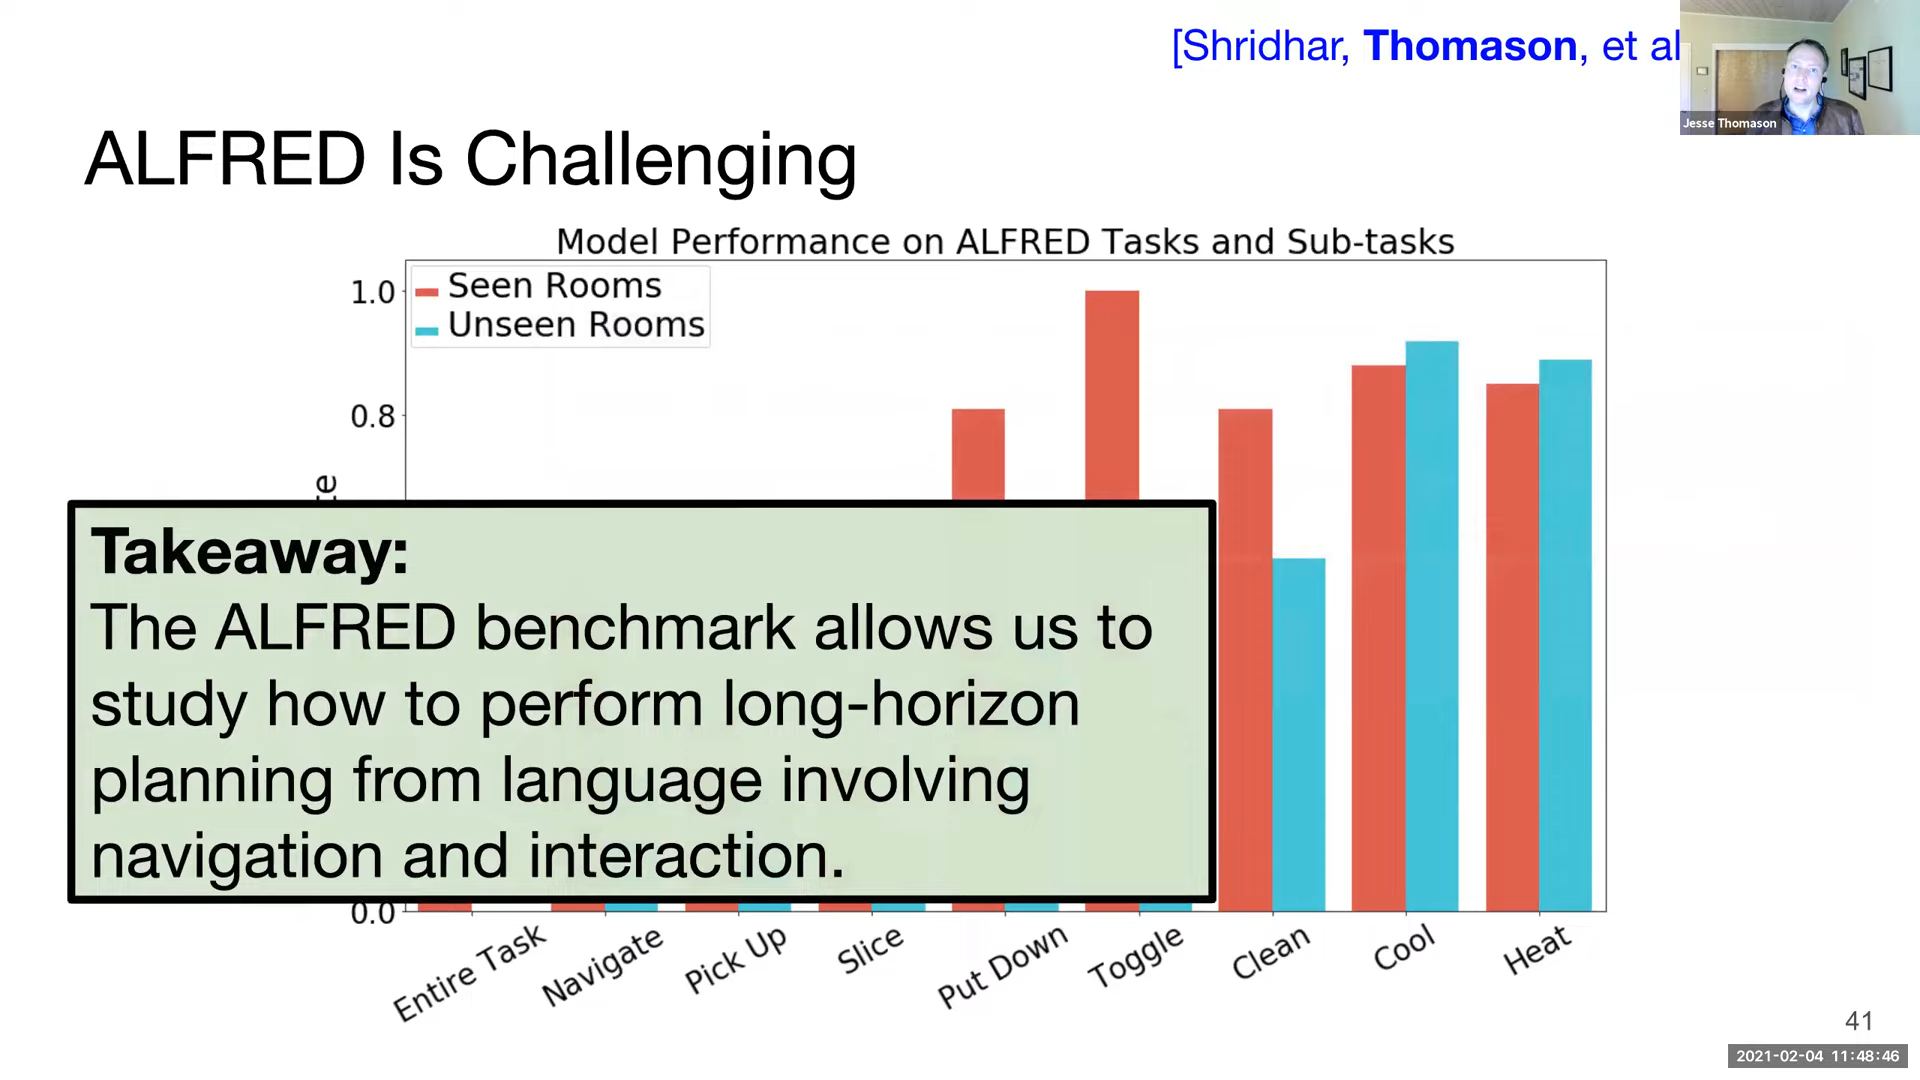 [Shridhar, Thomason, et al
Jesse Thomason
ALFRED Is Challenging
Model Performance on ALFRED Tasks and Sub-tasks
Seen Rooms
Unseen Rooms
1.0
0.8
Takeaway:
The ALFRED benchmark allows us to
study how to perform long-horizon
planning from language involving
navigation and interaction.
0.0
Entire Task
Navigate
Pick Up
Slice
Put Down
Toggle
Clean
Cool
Heat
41
2021-02-04 11:48:46